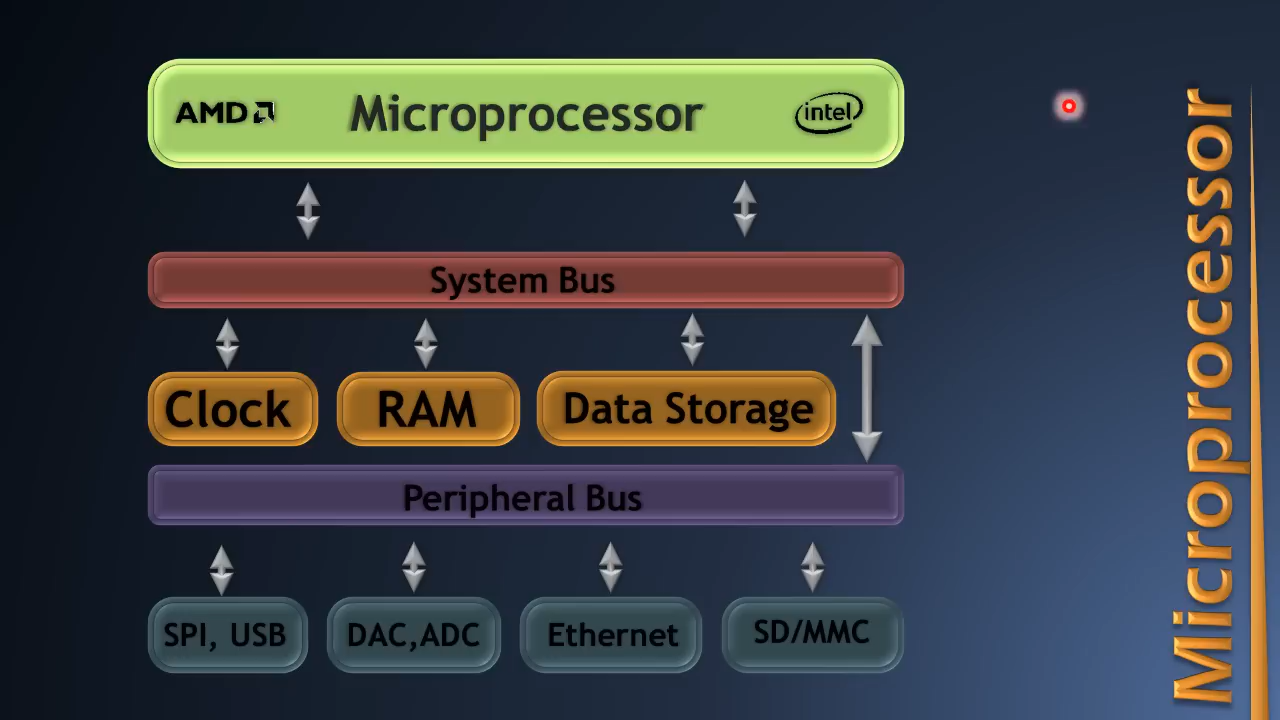 AMD Microprocessor intel
System Bus
Clock RAM Data Storage
Peripheral Bus
SPI, USB DAC,ADC Ethernet SD/MMC
Microprocessor